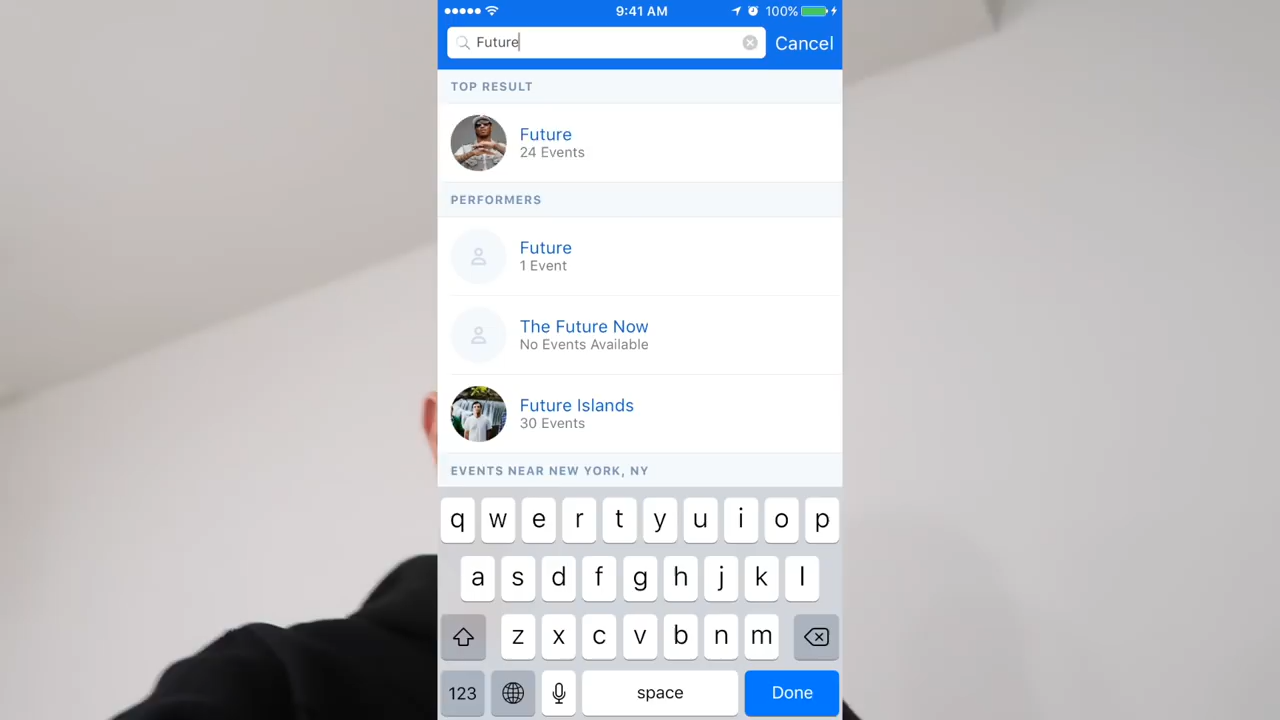 9:41 AM
100%
Future
Cancel
TOP RESULT
Future
24 Events
PERFORMERS
Future
1 Event
The Future Now
No Events Available
Future Islands
30 Events
EVENTS NEAR NEW YORK, NY
q w e r t y u i o p
a s d f g h j k l
z x c v b n m
123 space Done